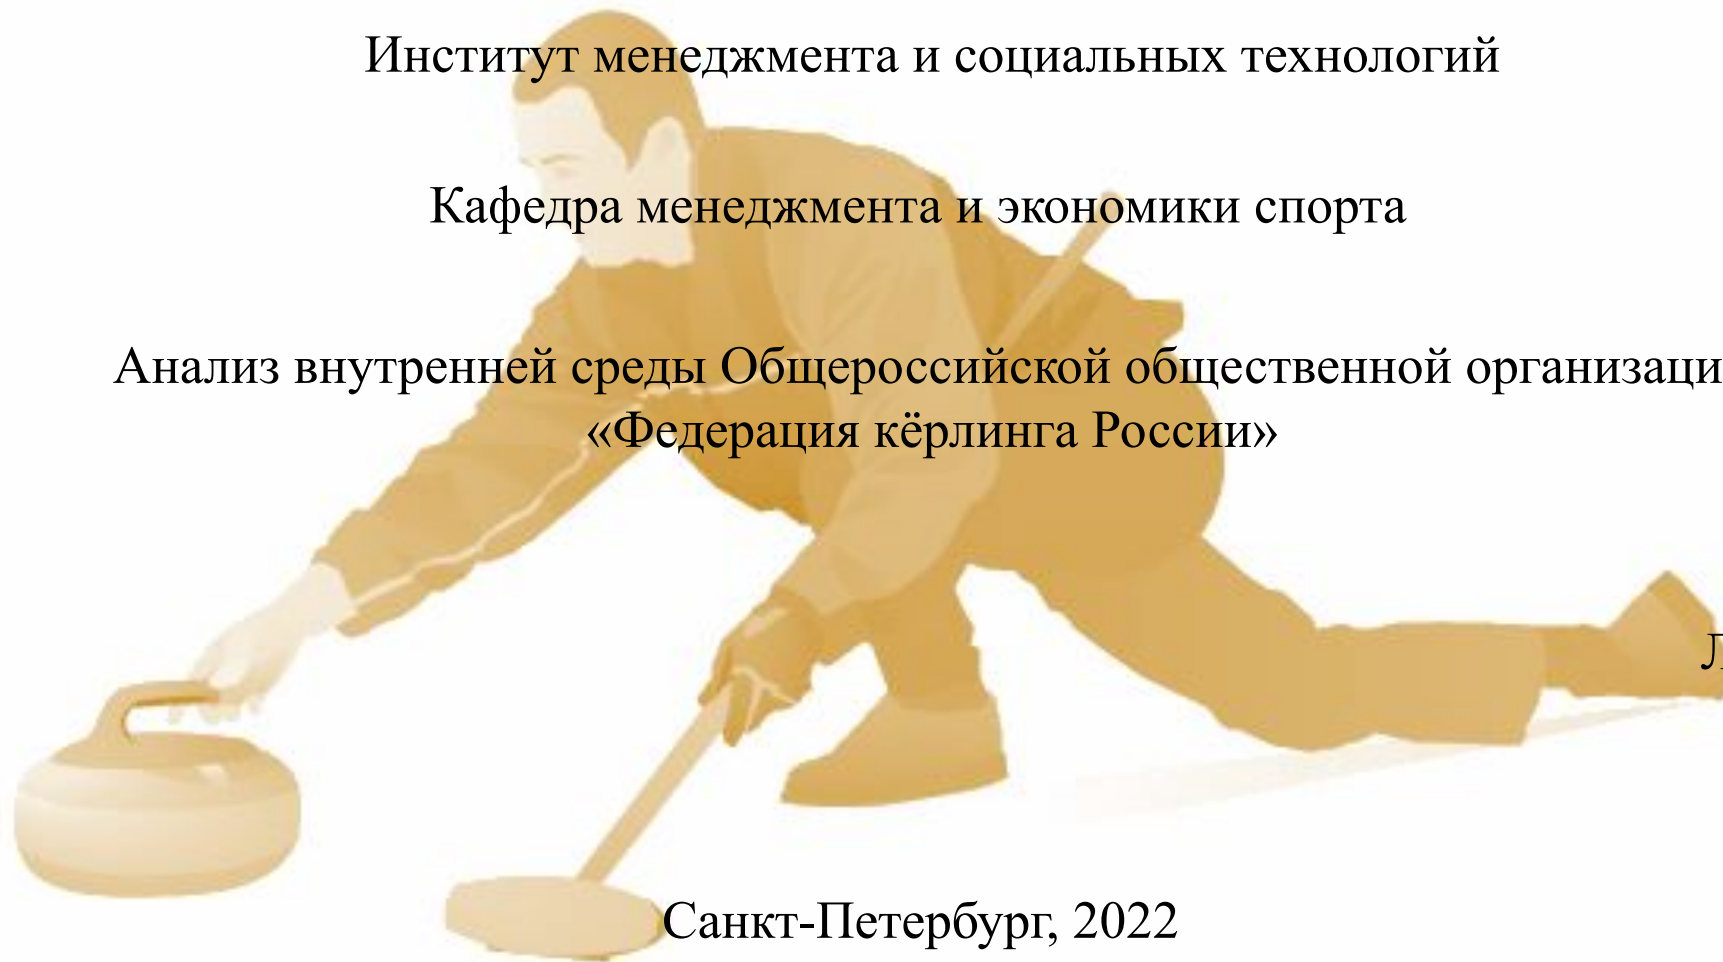 Институт менеджмента и социальных технологий
Кафедра менеджмента и экономики спорта
Анализ внутренней среды Общероссийской общественной организаци
«Федерация кёрлинга России»
Санкт-Петербург, 2022